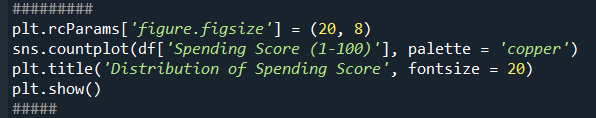 #########
plt.rcParams['figure.figsize'] = (20, 8)
sns.countplot(df['Spending Score (1-100)'], palette = 'copper')
plt.title('Distribution of Spending Score', fontsize = 20)
plt.show()
#####